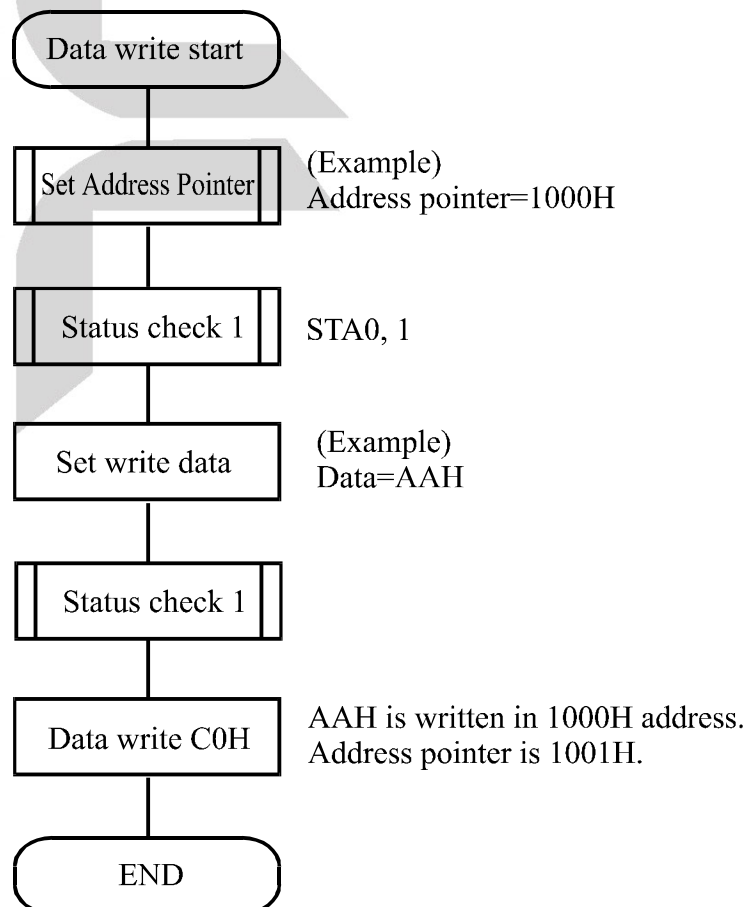 Data write start
Set Address Pointer
(Example)
Address pointer=1000H
Status check 1
STA0, 1
Set write data
(Example)
Data=AAH
Status check 1
Data write C0H
AAH is written in 1000H address.
Address pointer is 1001H.
END